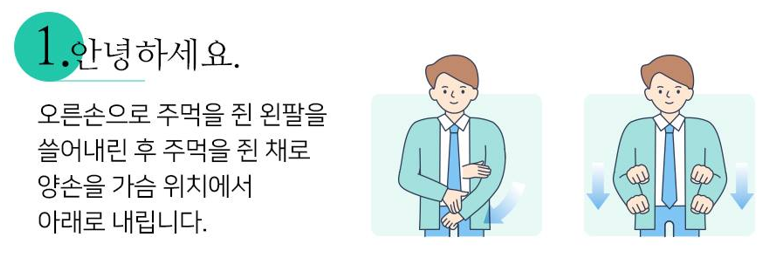 1.안녕하세요.
오른손으로 주먹을 쥔 왼팔을
쓸어내린 후 주먹을 쥔 채로
양손을 가슴 위치에서
아래로 내립니다.